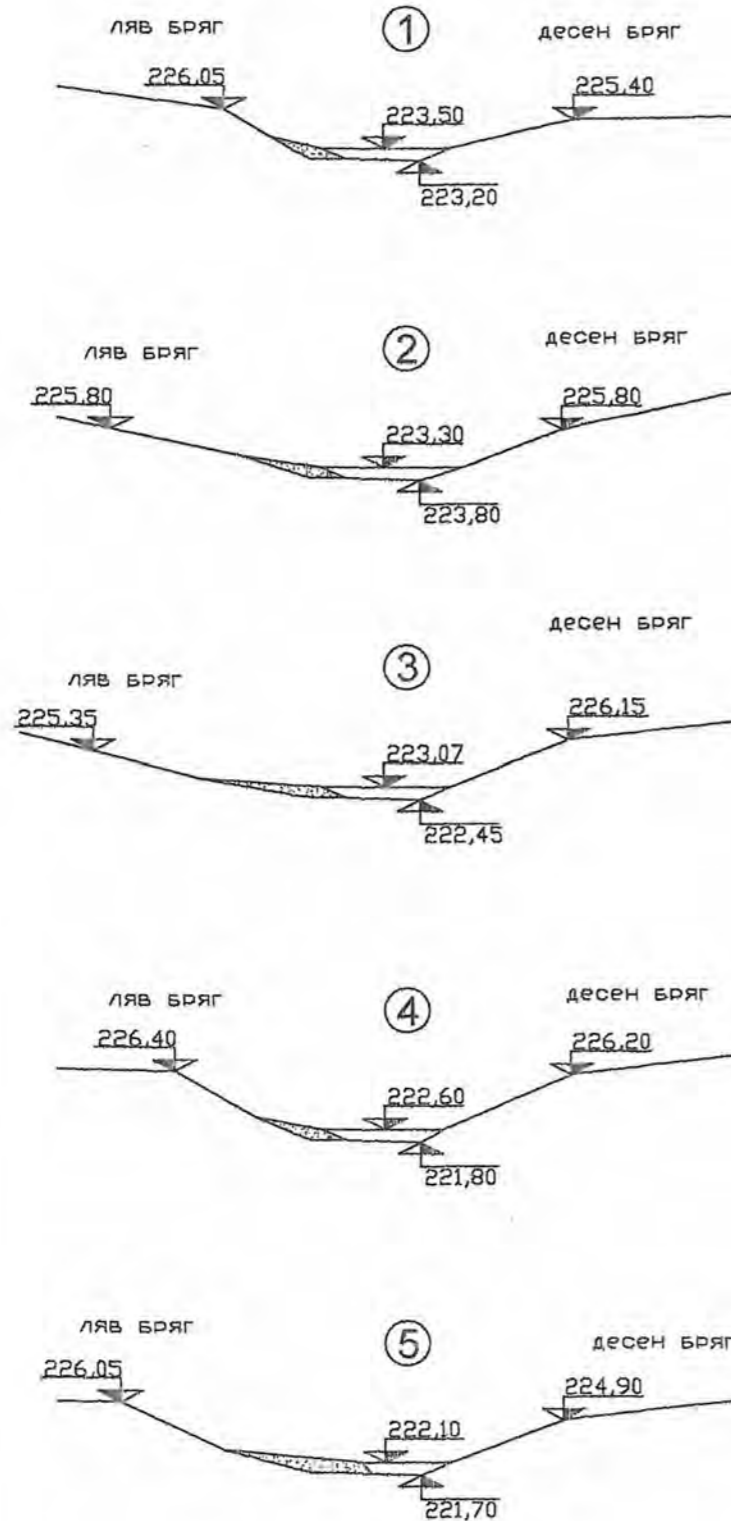 ляв бряг ① десен бряг
226,05 225,40
223,50
223,20
ляв бряг ② десен бряг
225,80 225,80
223,30
223,80
десен бряг
ляв бряг ③
225,35 226,15
223,07
222,45
ляв бряг ④ десен бряг
226,40 226,20
222,60
221,80
ляв бряг ⑤ десен бряг
226,05 224,90
222,10
221,70